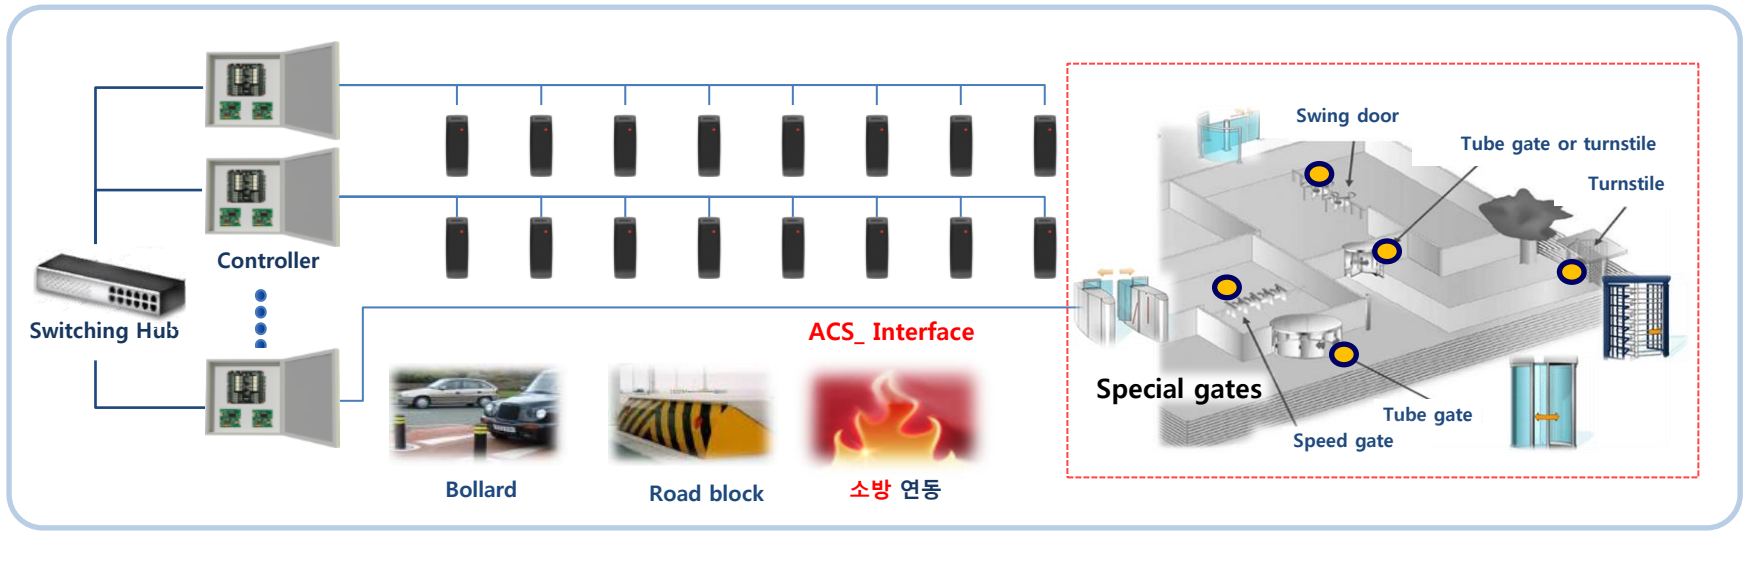 Swing door
Tube gate or turnstile
Turnstile
Controller
Switching Hub
ACS_ Interface
Special gates
Tube gate
Speed gate
Bollard
Road block
소방 연동